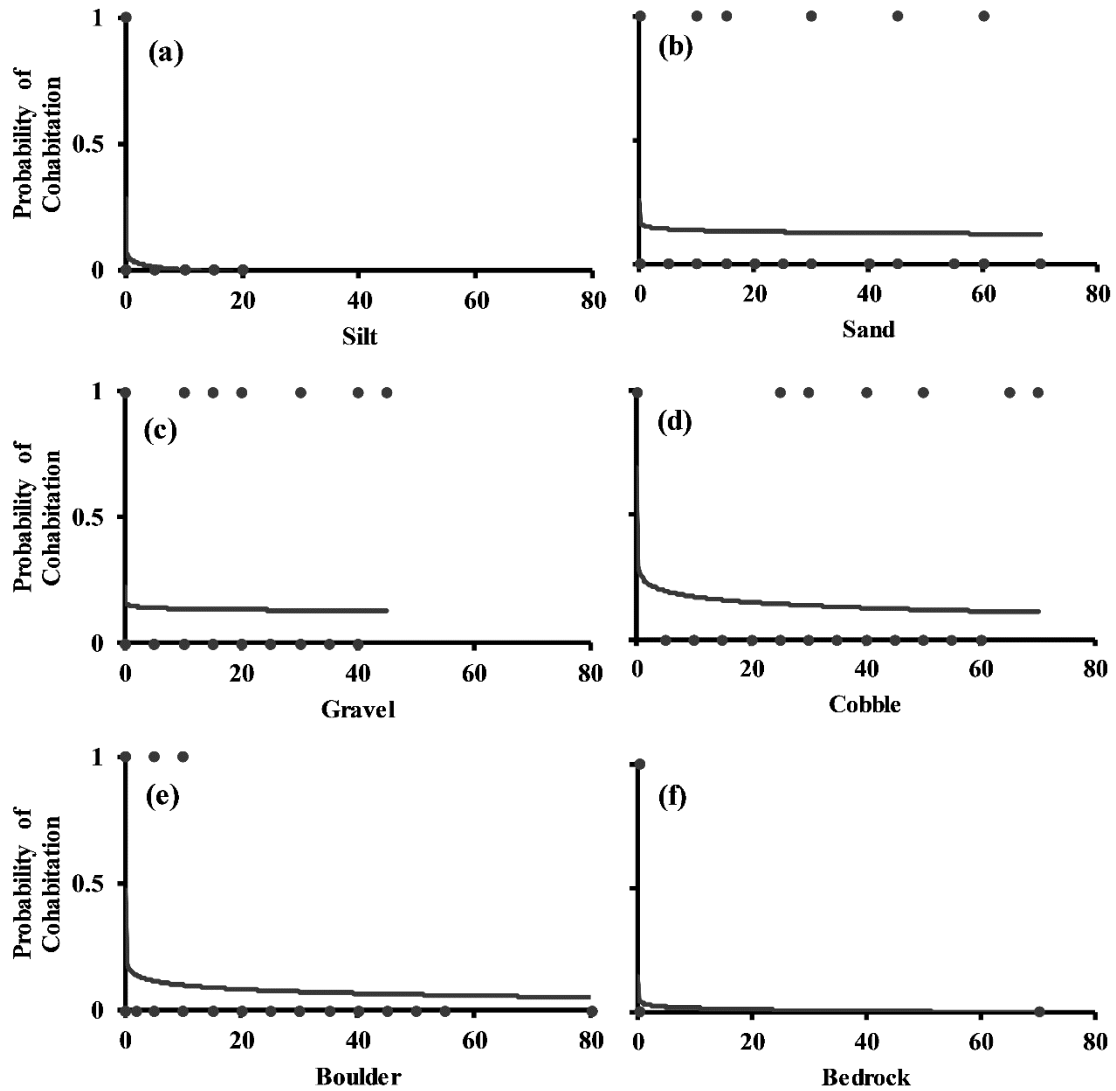 Probability of
Cohabitation
1
0.5
0
(a)
0 20 40 60 80
Silt
(b)
0 20 40 60 80
Sand
Probability of
Cohabitation
1
0.5
0
(c)
0 20 40 60 80
Gravel
(d)
0 20 40 60 80
Cobble
Probability of
Cohabitation
1
0.5
0
(e)
0 20 40 60 80
Boulder
(f)
0 20 40 60 80
Bedrock